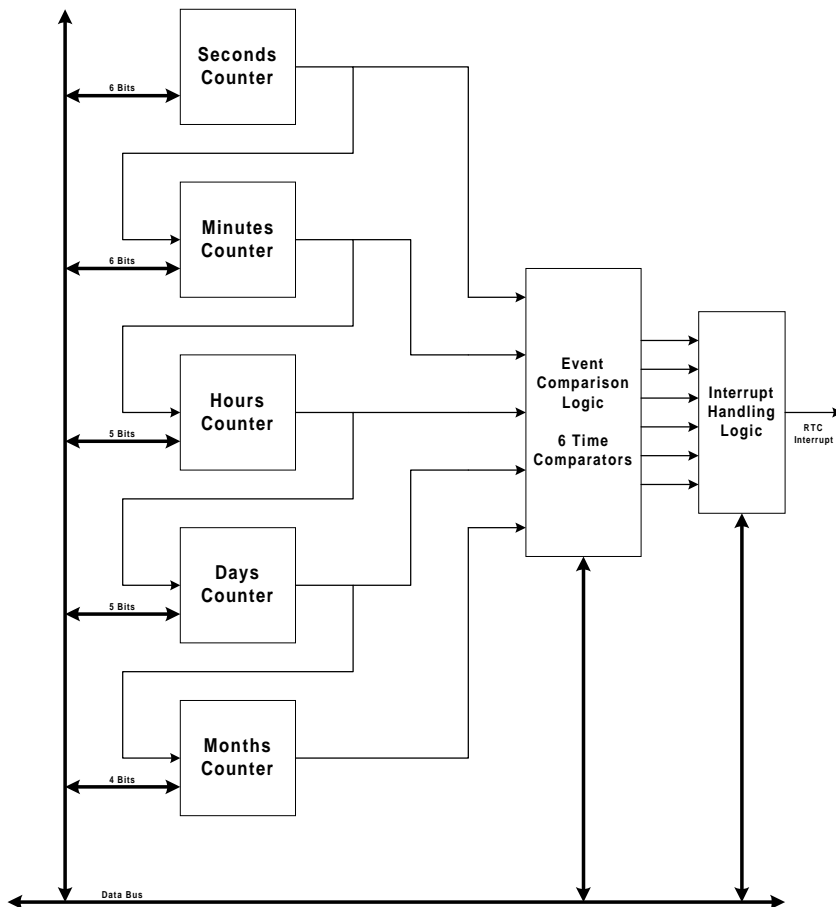 Seconds
Counter
6 Bits
Minutes
Counter
6 Bits
Hours
Counter
5 Bits
Days
Counter
5 Bits
Months
Counter
4 Bits
Event
Comparison
Logic
6 Time
Comparators
Interrupt
Handling
Logic
RTC
Interrupt
Data Bus